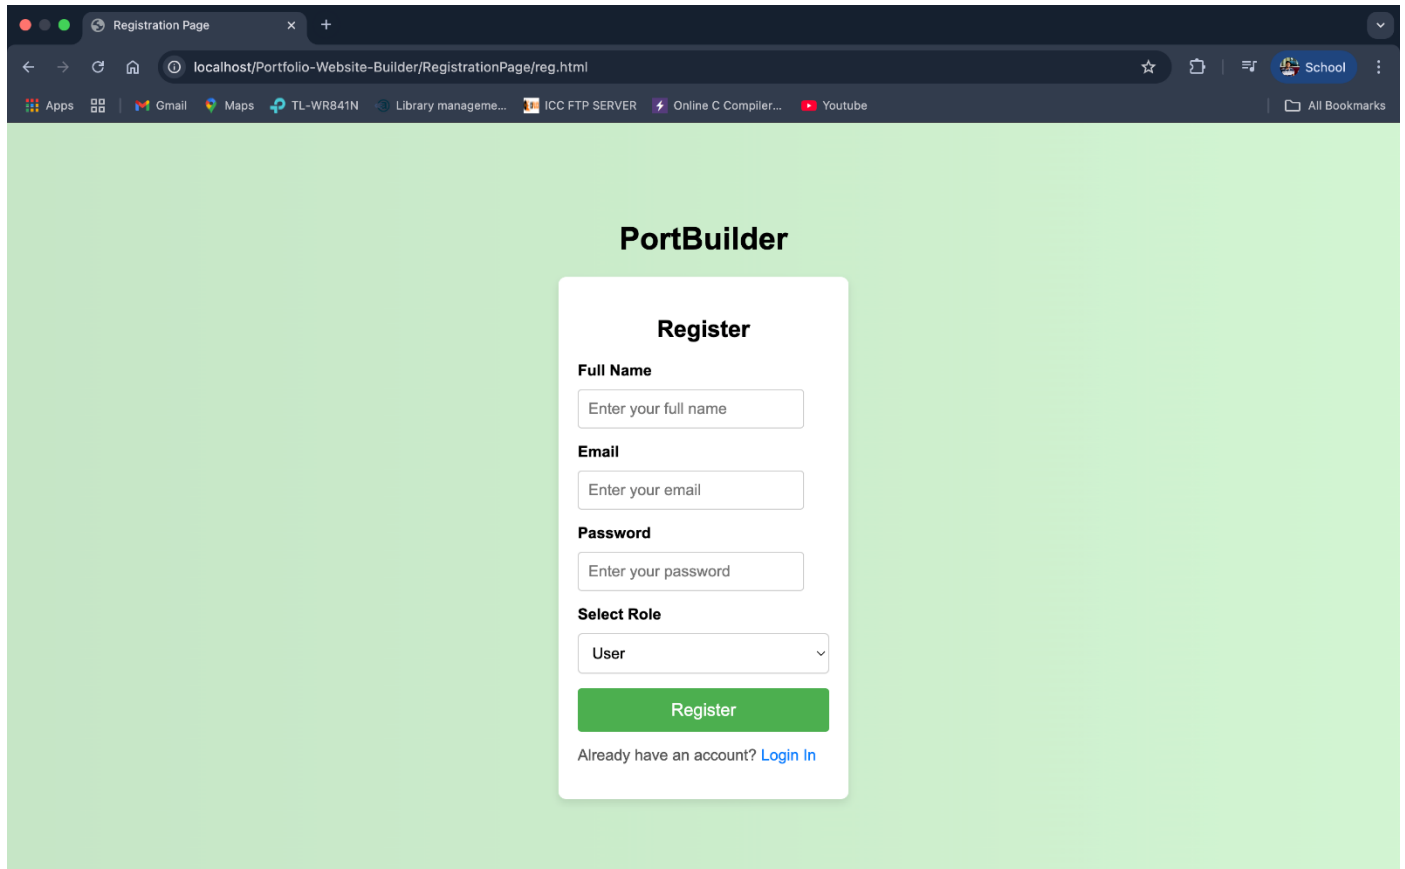 Registration Page
localhost/Portfolio-Website-Builder/RegistrationPage/reg.html
School
Apps Gmail Maps TL-WR841N Library manageme... ICC FTP SERVER Online C Compiler... Youtube All Bookmarks
PortBuilder
Register
Full Name
Enter your full name
Email
Enter your email
Password
Enter your password
Select Role
User
Register
Already have an account? Login In